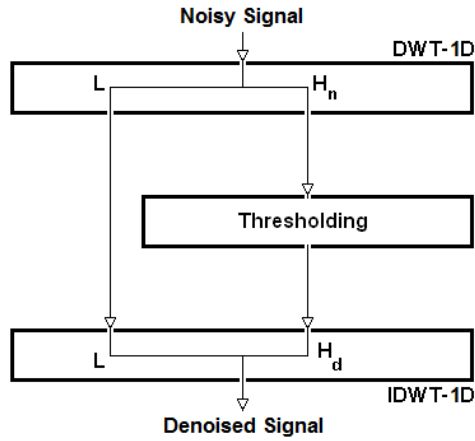 Noisy Signal
DWT-1D
L
Hn
Thresholding
L
Hd
IDWT-1D
Denoised Signal